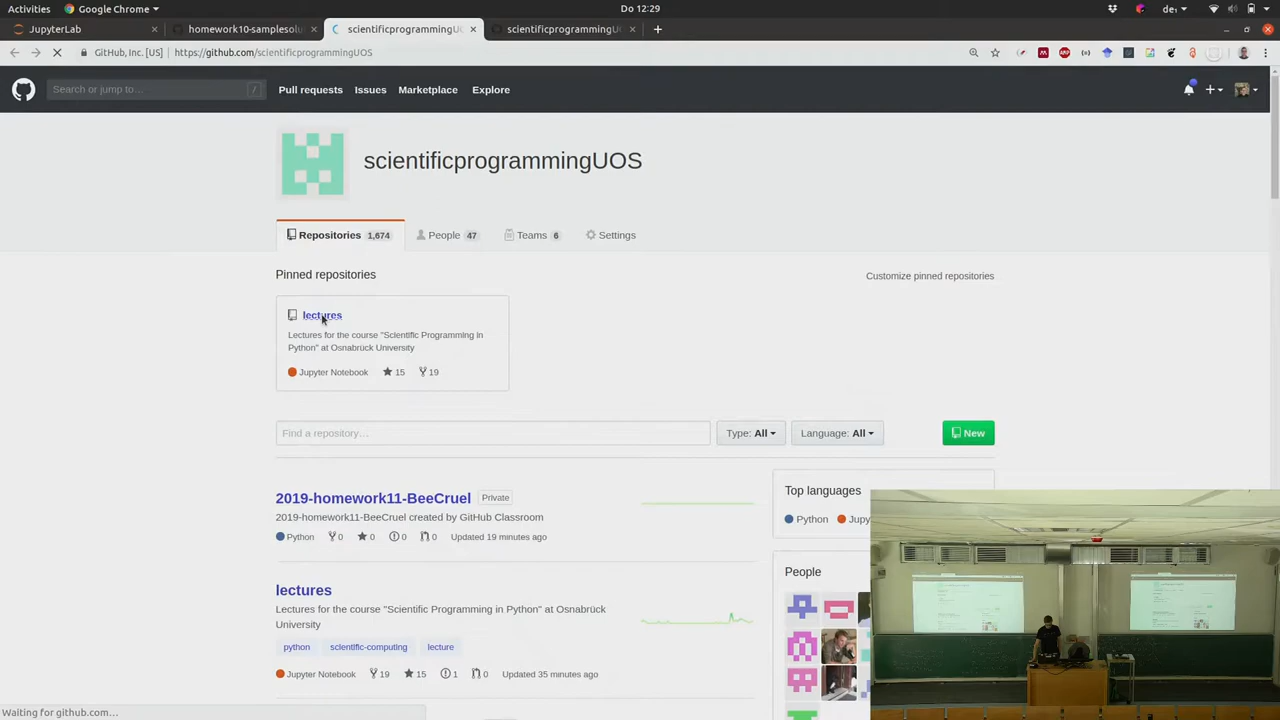 Activities
Google Chrome
Do 12:29
de
JupyterLab
homework10-samplesolu
scientificprogrammingU
scientificprogrammingU
GitHub, Inc. [US]
https://github.com/scientificprogrammingUOS
Search or jump to…
/
Pull requests
Issues
Marketplace
Explore
scientificprogrammingUOS
Repositories 1,674
People 47
Teams 6
Settings
Pinned repositories
Customize pinned repositories
lectures
Lectures for the course "Scientific Programming in
Python" at Osnabrück University
Jupyter Notebook
15
19
Find a repository…
Type: All
Language: All
New
2019-homework11-BeeCruel
Private
2019-homework11-BeeCruel created by GitHub Classroom
Python
0
0
0
0
Updated 19 minutes ago
Top languages
Python
Jupy
lectures
Lectures for the course "Scientific Programming in Python" at Osnabrück
University
python
scientific-computing
lecture
Jupyter Notebook
19
15
1
0
Updated 35 minutes ago
People
Waiting for github.com…